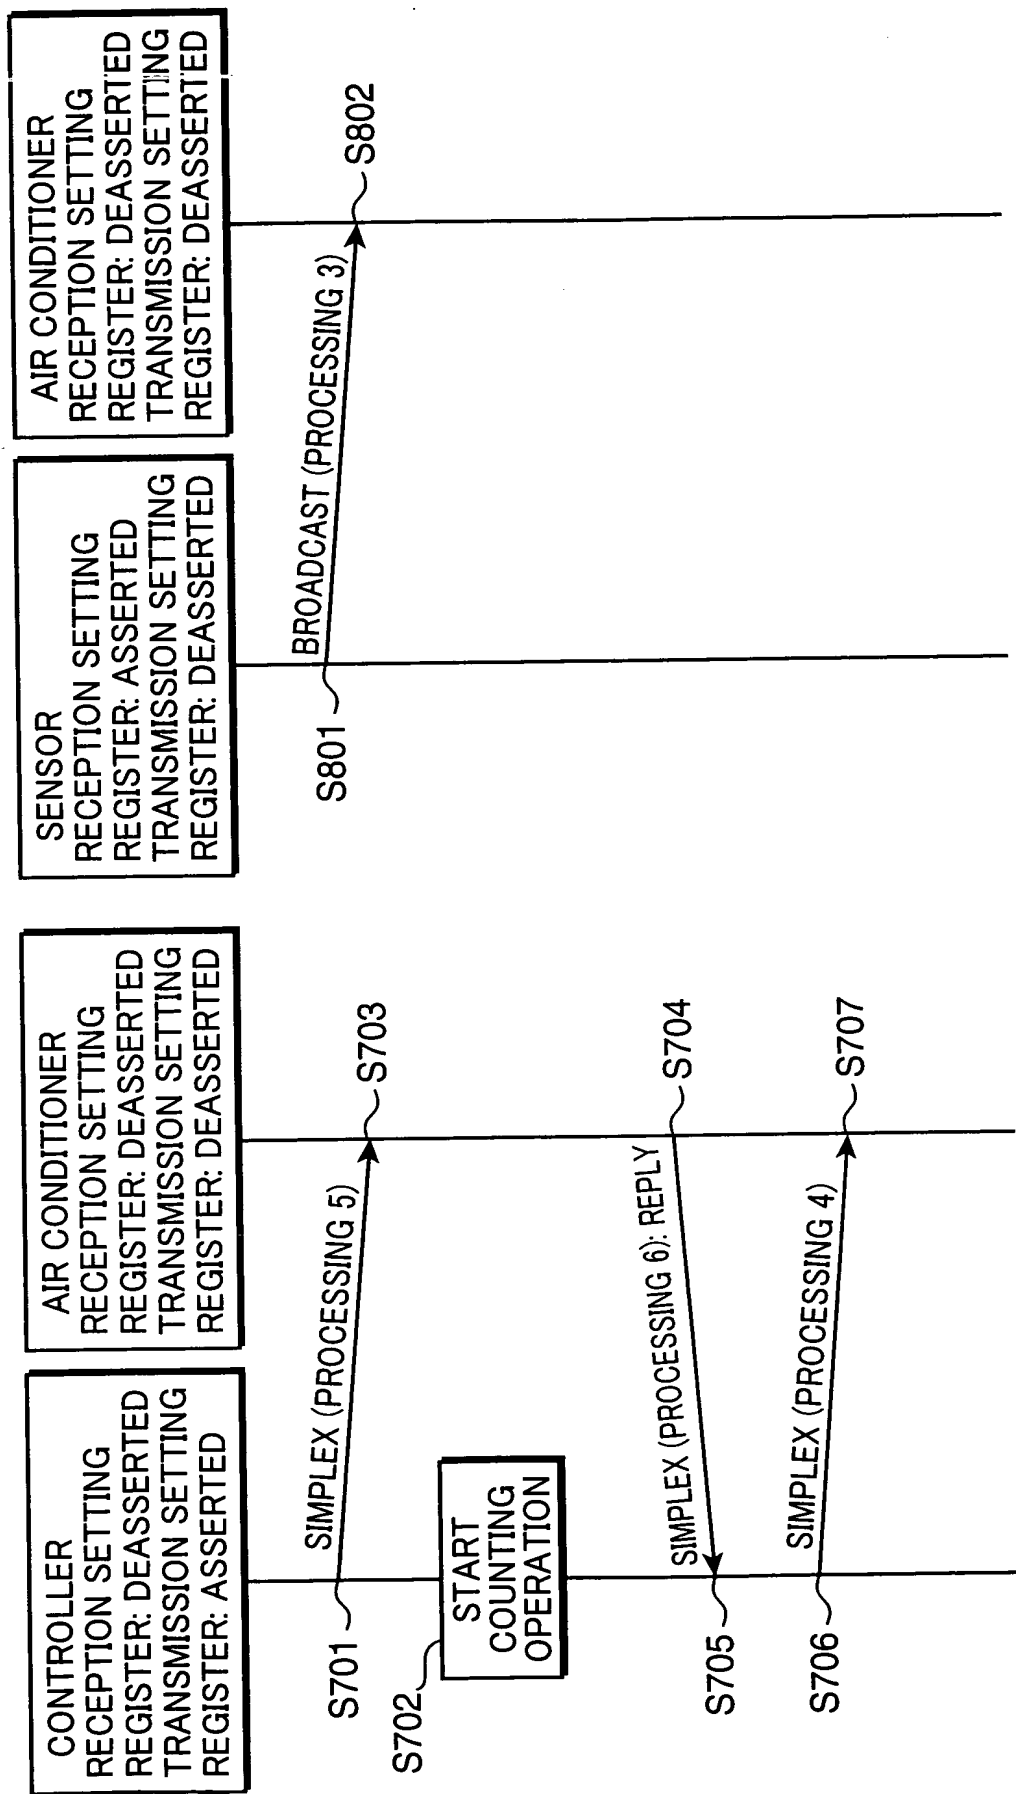 CONTROLLER
RECEPTION SETTING
REGISTER: DEASSERTED
TRANSMISSION SETTING
REGISTER: ASSERTED
AIR CONDITIONER
RECEPTION SETTING
REGISTER: DEASSERTED
TRANSMISSION SETTING
REGISTER: DEASSERTED
S701
SIMPLEX (PROCESSING 5)
S703
S702
START
COUNTING
OPERATION
SIMPLEX (PROCESSING 6): REPLY
S704
S705
S706
SIMPLEX (PROCESSING 4)
S707
SENSOR
RECEPTION SETTING
REGISTER: ASSERTED
TRANSMISSION SETTING
REGISTER: DEASSERTED
AIR CONDITIONER
RECEPTION SETTING
REGISTER: DEASSERTED
TRANSMISSION SETTING
REGISTER: DEASSERTED
S801
BROADCAST (PROCESSING 3)
S802